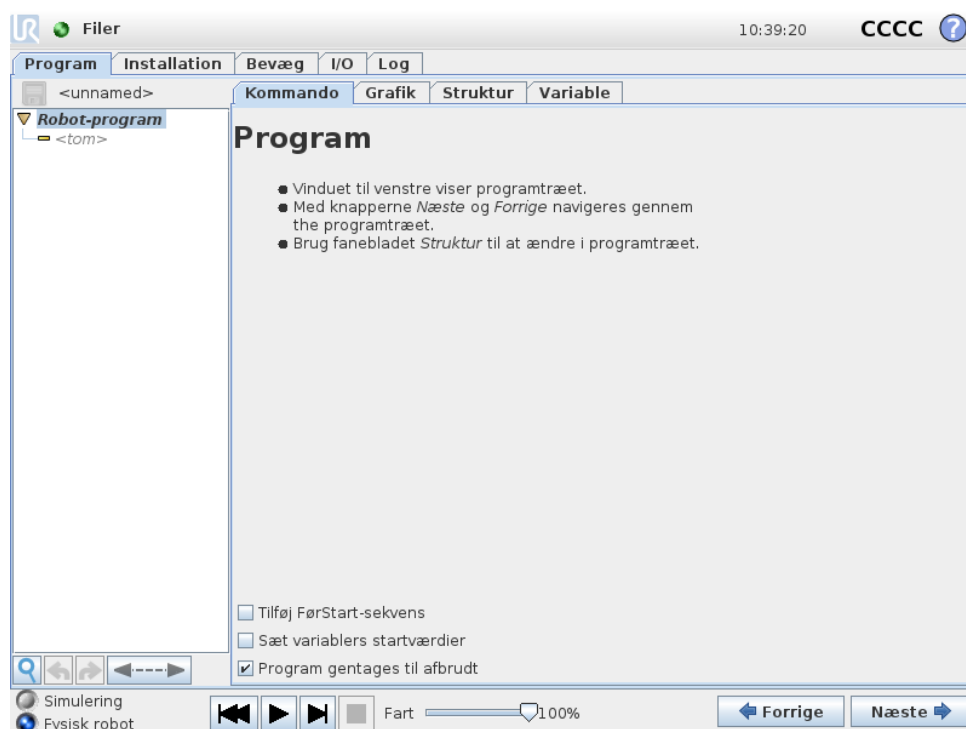 UR Filer 10:39:20 CCCC ?
Program Installation Bevæg I/O Log
<unnamed>
Kommando Grafik Struktur Variable
Robot-program
<tom>
Program
Vinduet til venstre viser programtræet.
Med knapperne Næste og Forrige navigeres gennem
the programtræet.
Brug fanebladet Struktur til at ændre i programtræet.
Tilføj FørStart-sekvens
Sæt variablers startværdier
Program gentages til afbrudt
Simulering
Fysisk robot
Fart 100%
Forrige Næste